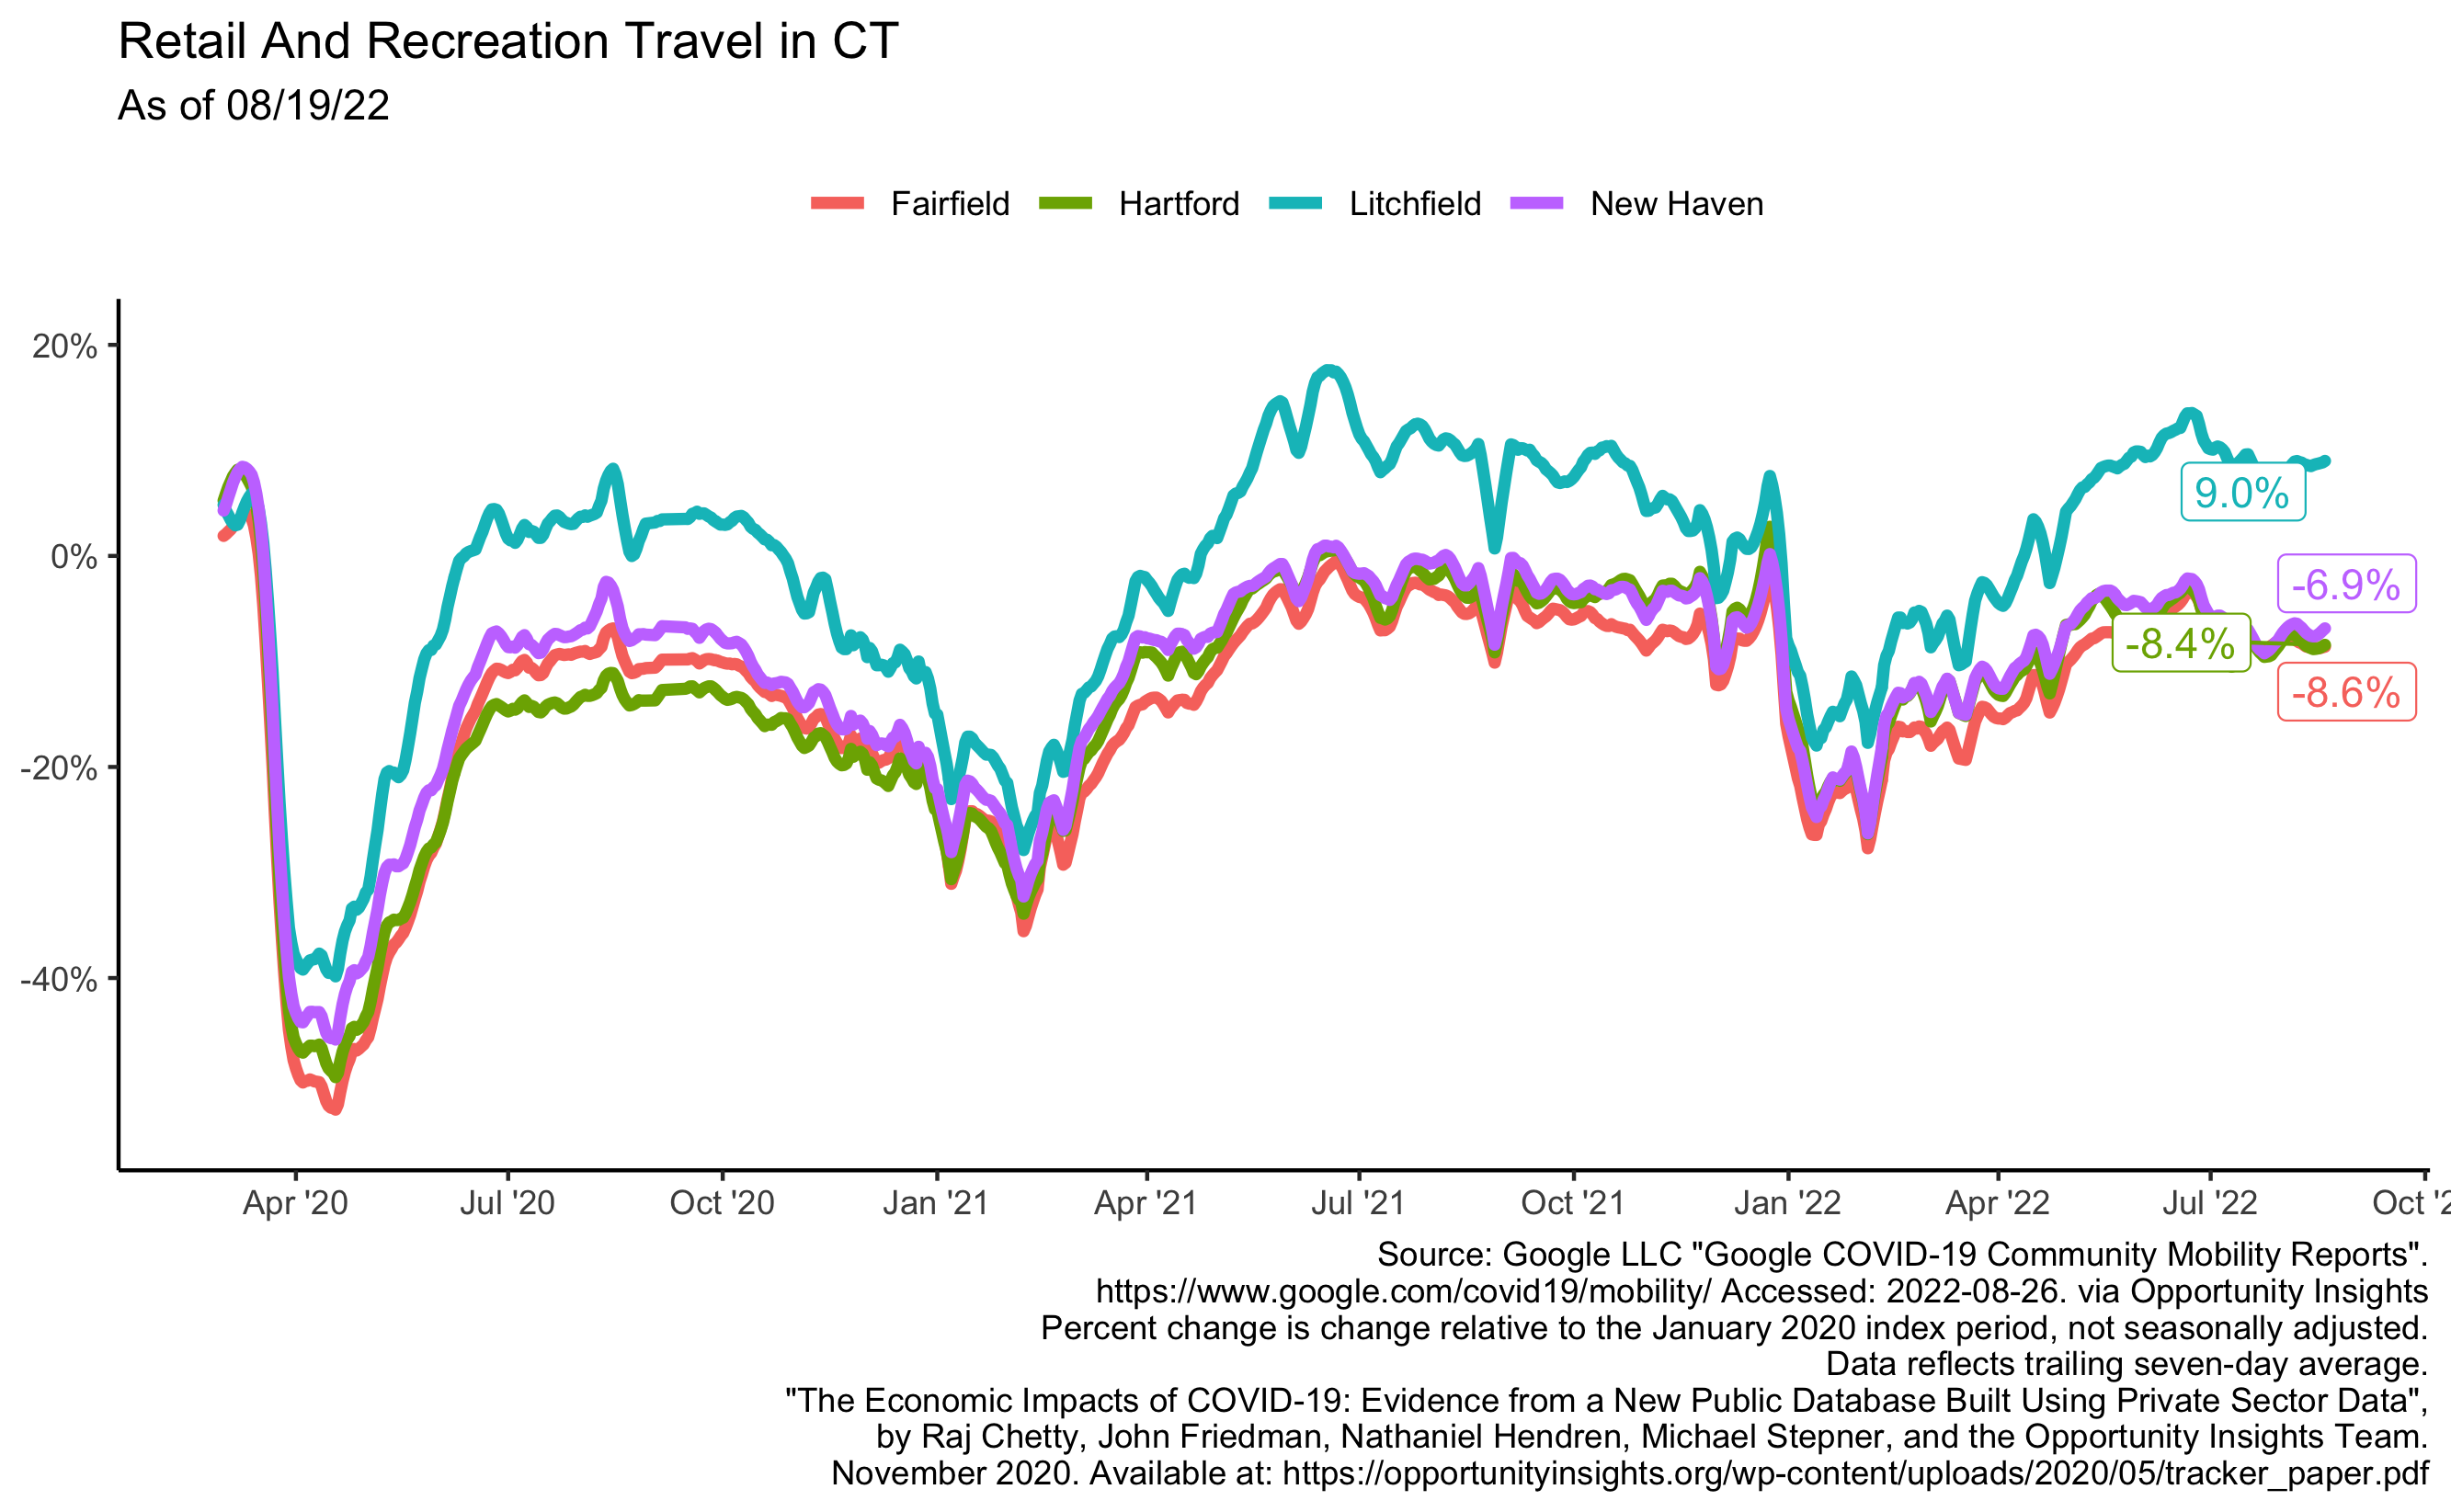 Retail And Recreation Travel in CT
As of 08/19/22
Fairfield Hartford Litchfield New Haven
20%
0%
-20%
-40%
9.0%
-6.9%
-8.4%
-8.6%
Apr '20 Jul '20 Oct '20 Jan '21 Apr '21 Jul '21 Oct '21 Jan '22 Apr '22 Jul '22 Oct '2
Source: Google LLC "Google COVID-19 Community Mobility Reports".
https://www.google.com/covid19/mobility/ Accessed: 2022-08-26. via Opportunity Insights
Percent change is change relative to the January 2020 index period, not seasonally adjusted.
Data reflects trailing seven-day average.
"The Economic Impacts of COVID-19: Evidence from a New Public Database Built Using Private Sector Data",
by Raj Chetty, John Friedman, Nathaniel Hendren, Michael Stepner, and the Opportunity Insights Team.
November 2020. Available at: https://opportunityinsights.org/wp-content/uploads/2020/05/tracker_paper.pdf